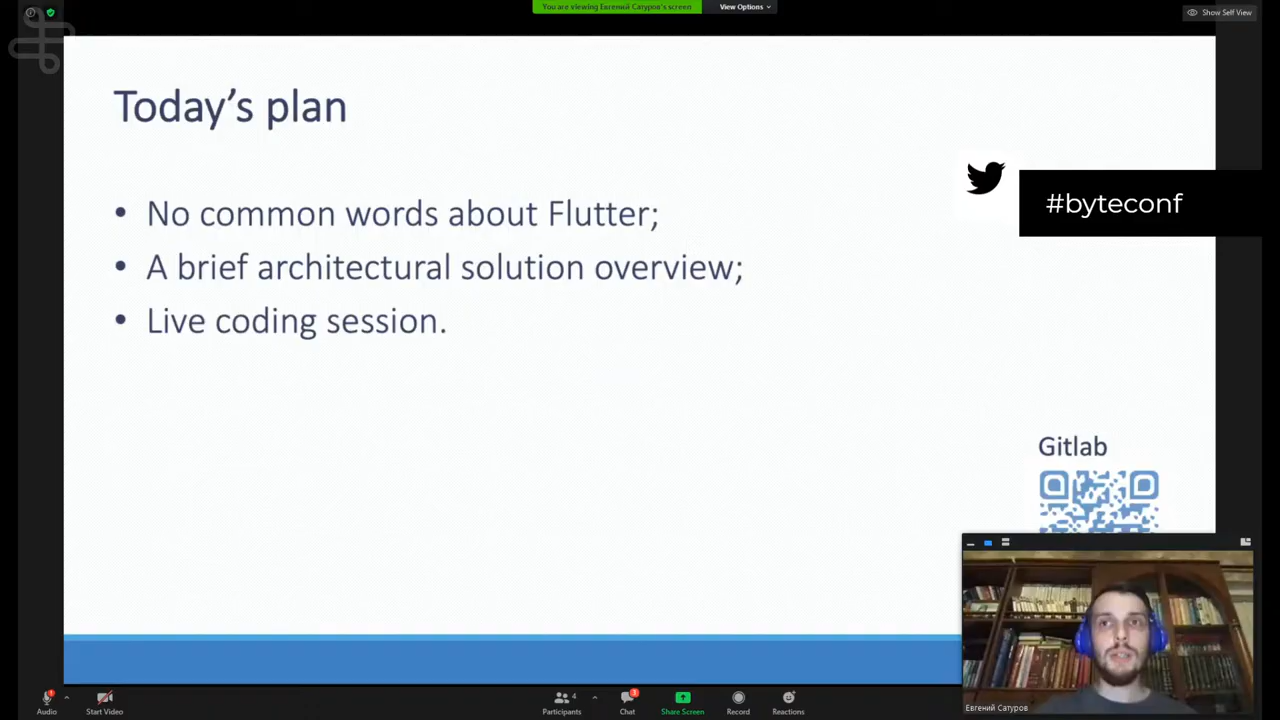 You are viewing Евгений Сатуров's screen
View Options
Show Self View
Today's plan
#byteconf
• No common words about Flutter;
• A brief architectural solution overview;
• Live coding session.
Gitlab
Евгений Сатуров
Audio
Start Video
Participants
4
Chat
3
Share Screen
Record
Reactions